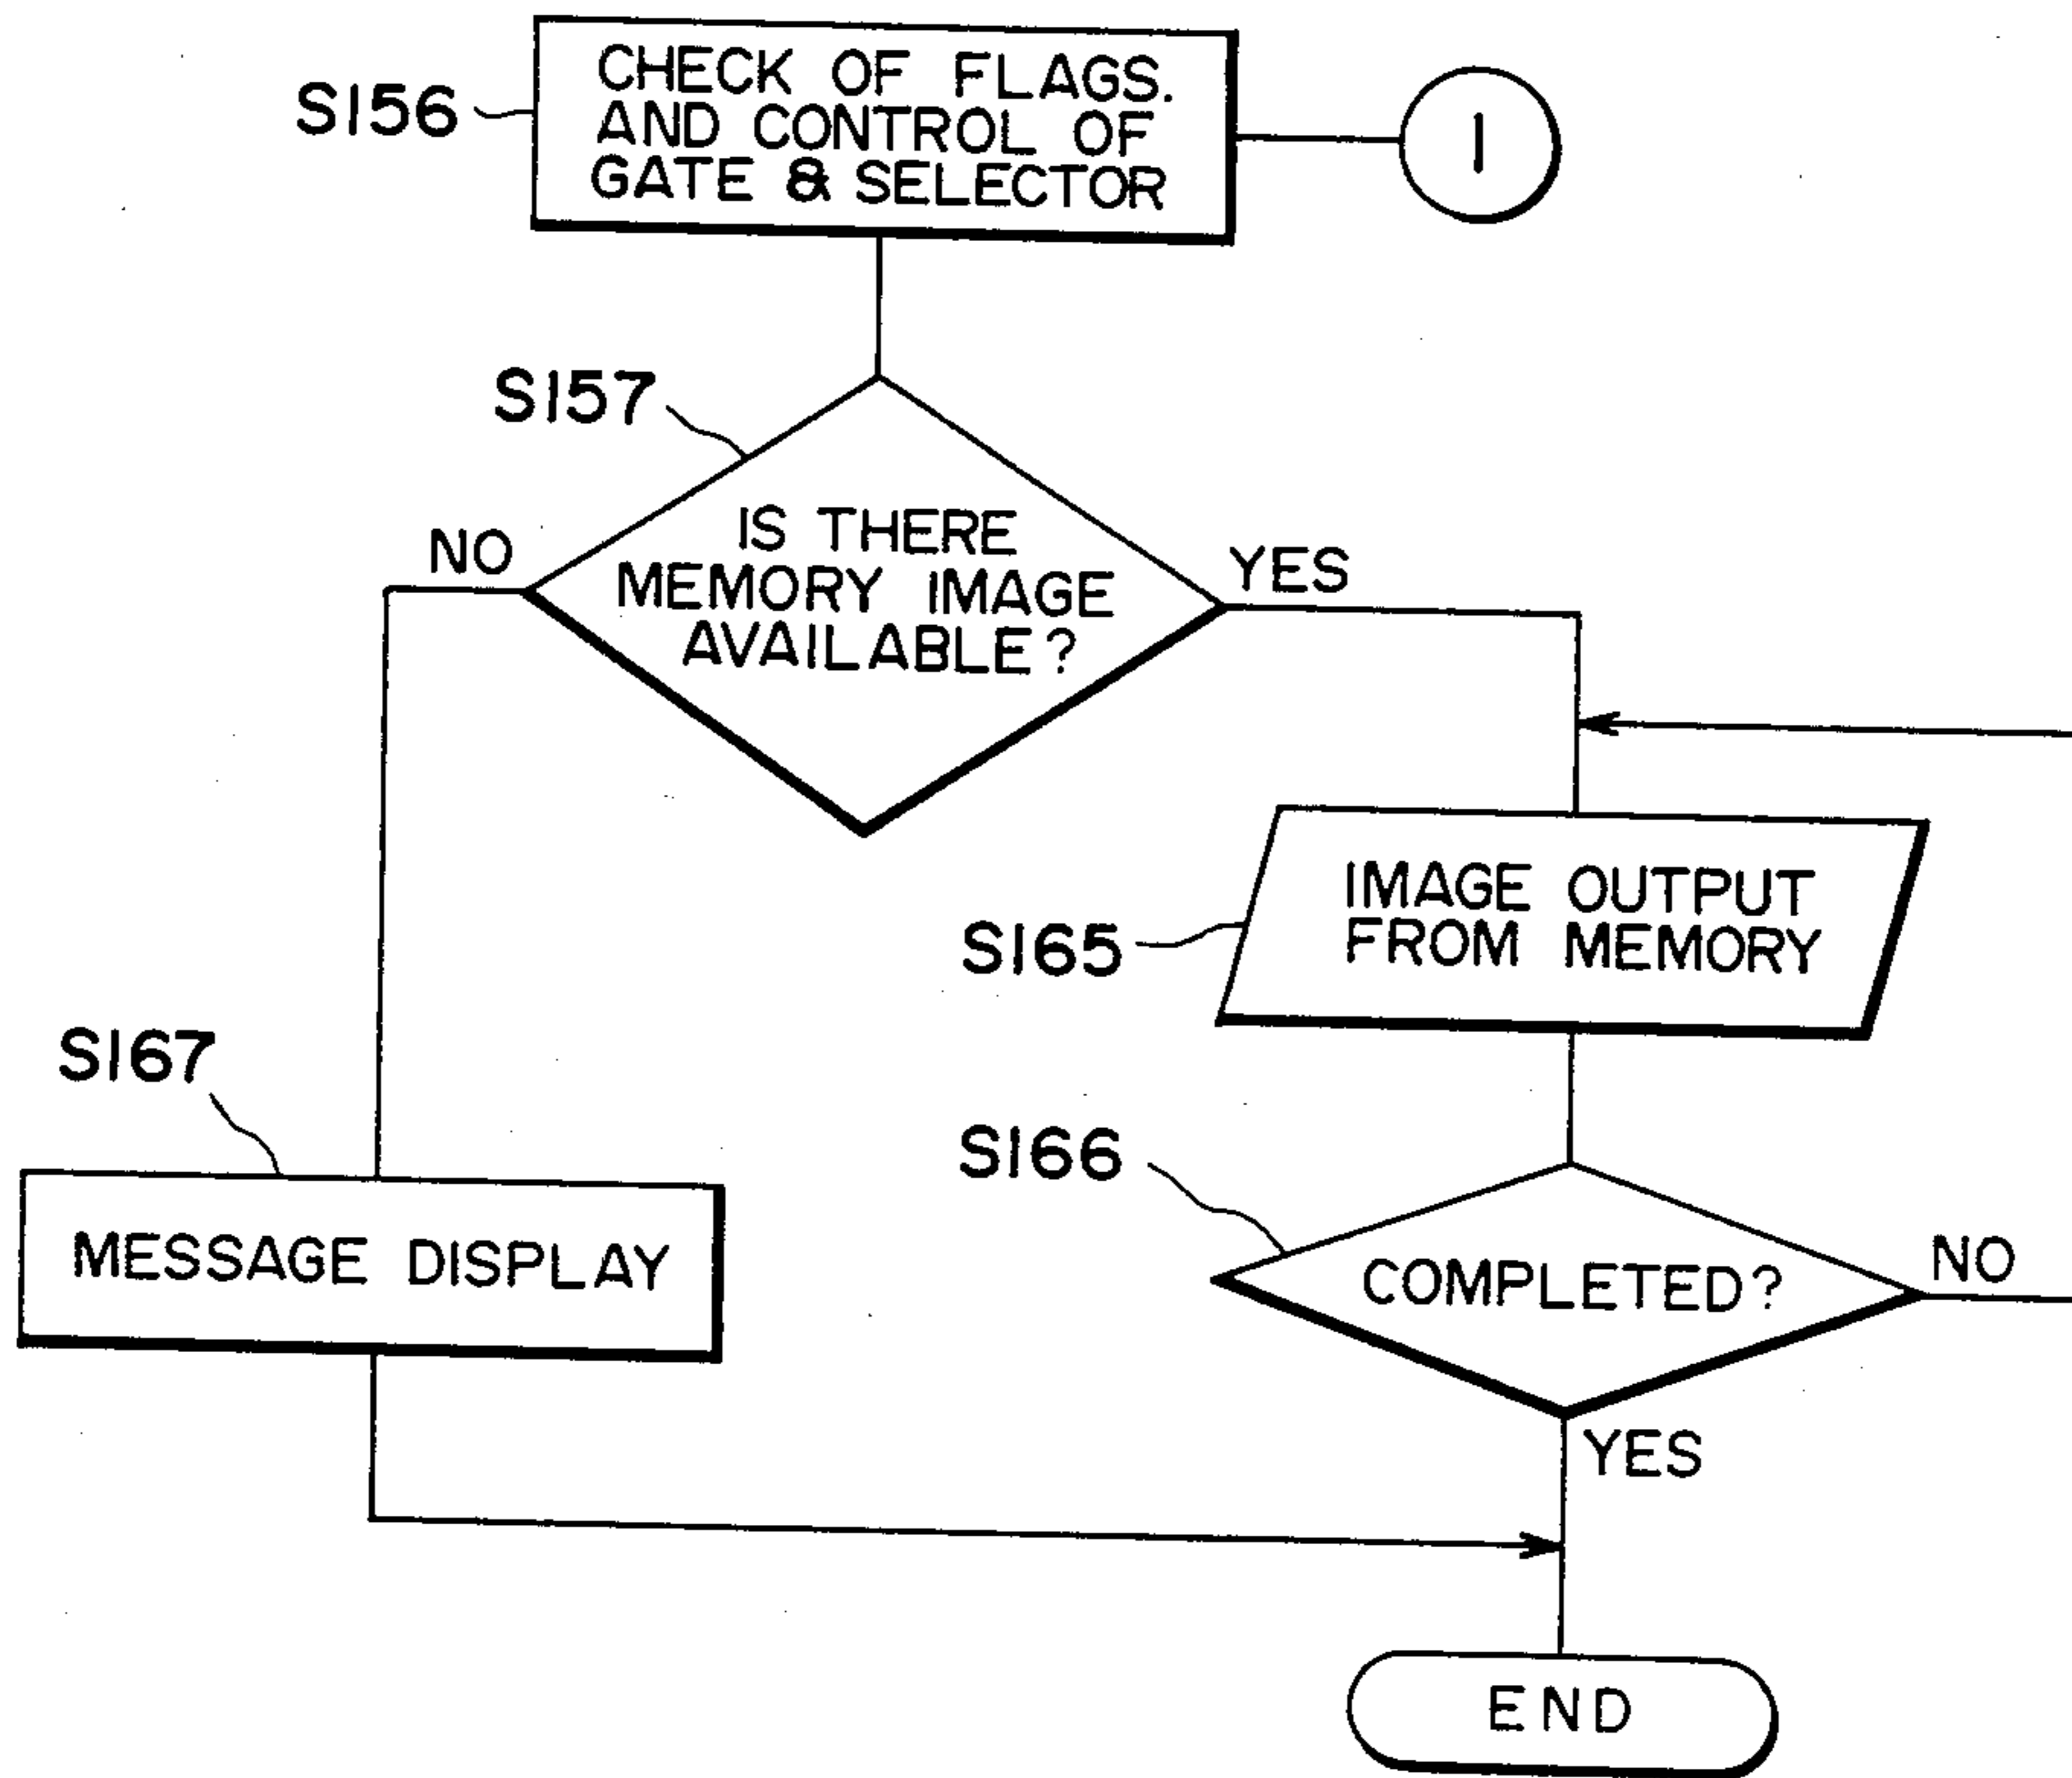 S156
CHECK OF FLAGS.
AND CONTROL OF
GATE & SELECTOR
1
S157
IS THERE
MEMORY IMAGE
AVAILABLE?
NO
YES
S165
IMAGE OUTPUT
FROM MEMORY
S167
MESSAGE DISPLAY
S166
COMPLETED?
NO
YES
END